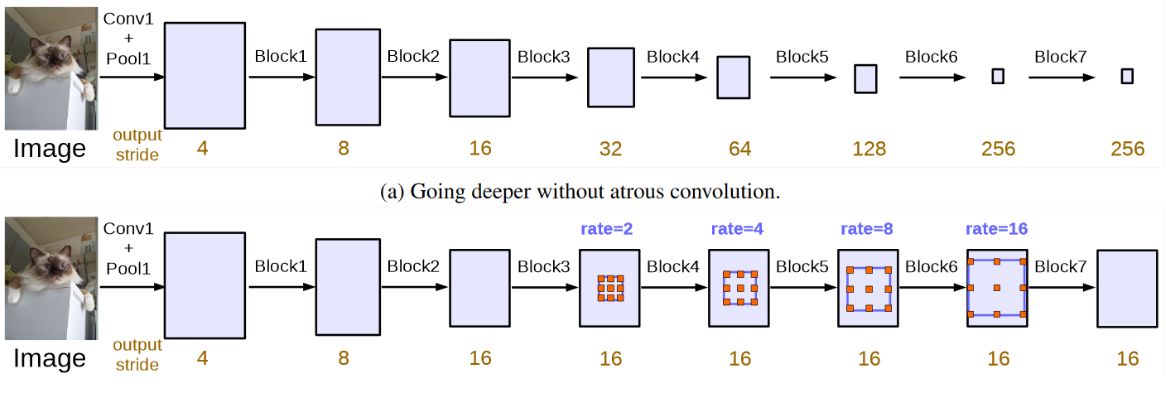 Conv1
+
Pool1
Block1 Block2 Block3 Block4 Block5 Block6 Block7
Image
output
stride
4 8 16 32 64 128 256 256
(a) Going deeper without atrous convolution.
rate=2 rate=4 rate=8 rate=16
Conv1
+
Pool1
Block1 Block2 Block3 Block4 Block5 Block6 Block7
Image
output
stride
4 8 16 16 16 16 16 16